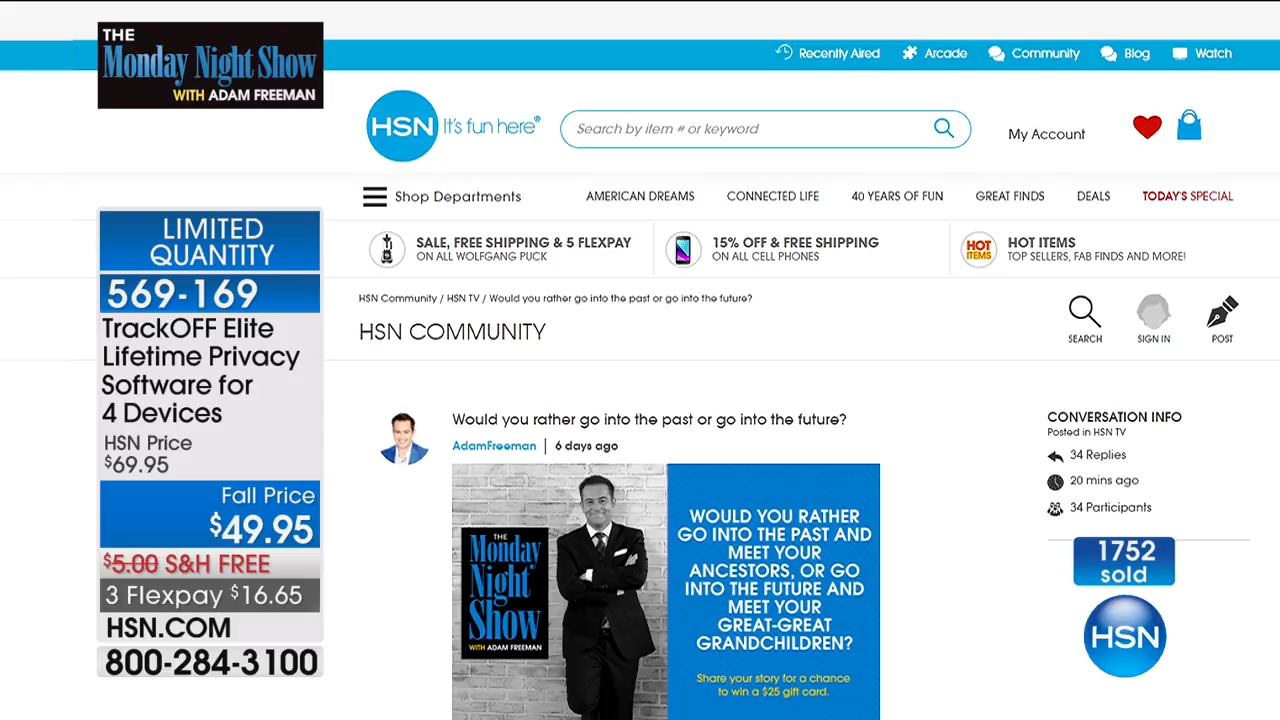 THE
Monday Night Show
WITH ADAM FREEMAN
Recently Aired
Arcade
Community
Blog
Watch
HSN It's fun here®
Search by item # or keyword
My Account
Shop Departments
AMERICAN DREAMS
CONNECTED LIFE
40 YEARS OF FUN
GREAT FINDS
DEALS
TODAY'S SPECIAL
SALE, FREE SHIPPING & 5 FLEXPAY
ON ALL WOLFGANG PUCK
15% OFF & FREE SHIPPING
ON ALL CELL PHONES
HOT
ITEMS
HOT ITEMS
TOP SELLERS, FAB FINDS AND MORE!
LIMITED
QUANTITY
569-169
TrackOFF Elite
Lifetime Privacy
Software for
4 Devices
HSN Price
$69.95
Fall Price
$49.95
$5.00 S&H FREE
3 Flexpay $16.65
HSN.COM
800-284-3100
HSN Community / HSN TV / Would you rather go into the past or go into the future?
HSN COMMUNITY
SEARCH
SIGN IN
POST
Would you rather go into the past or go into the future?
AdamFreeman | 6 days ago
THE
Monday
Night
Show
WITH ADAM FREEMAN
WOULD YOU RATHER
GO INTO THE PAST AND
MEET YOUR
ANCESTORS, OR GO
INTO THE FUTURE AND
MEET YOUR
GREAT-GREAT
GRANDCHILDREN?
Share your story for a chance
to win a $25 gift card.
CONVERSATION INFO
Posted in HSN TV
34 Replies
20 mins ago
34 Participants
1752
sold
HSN